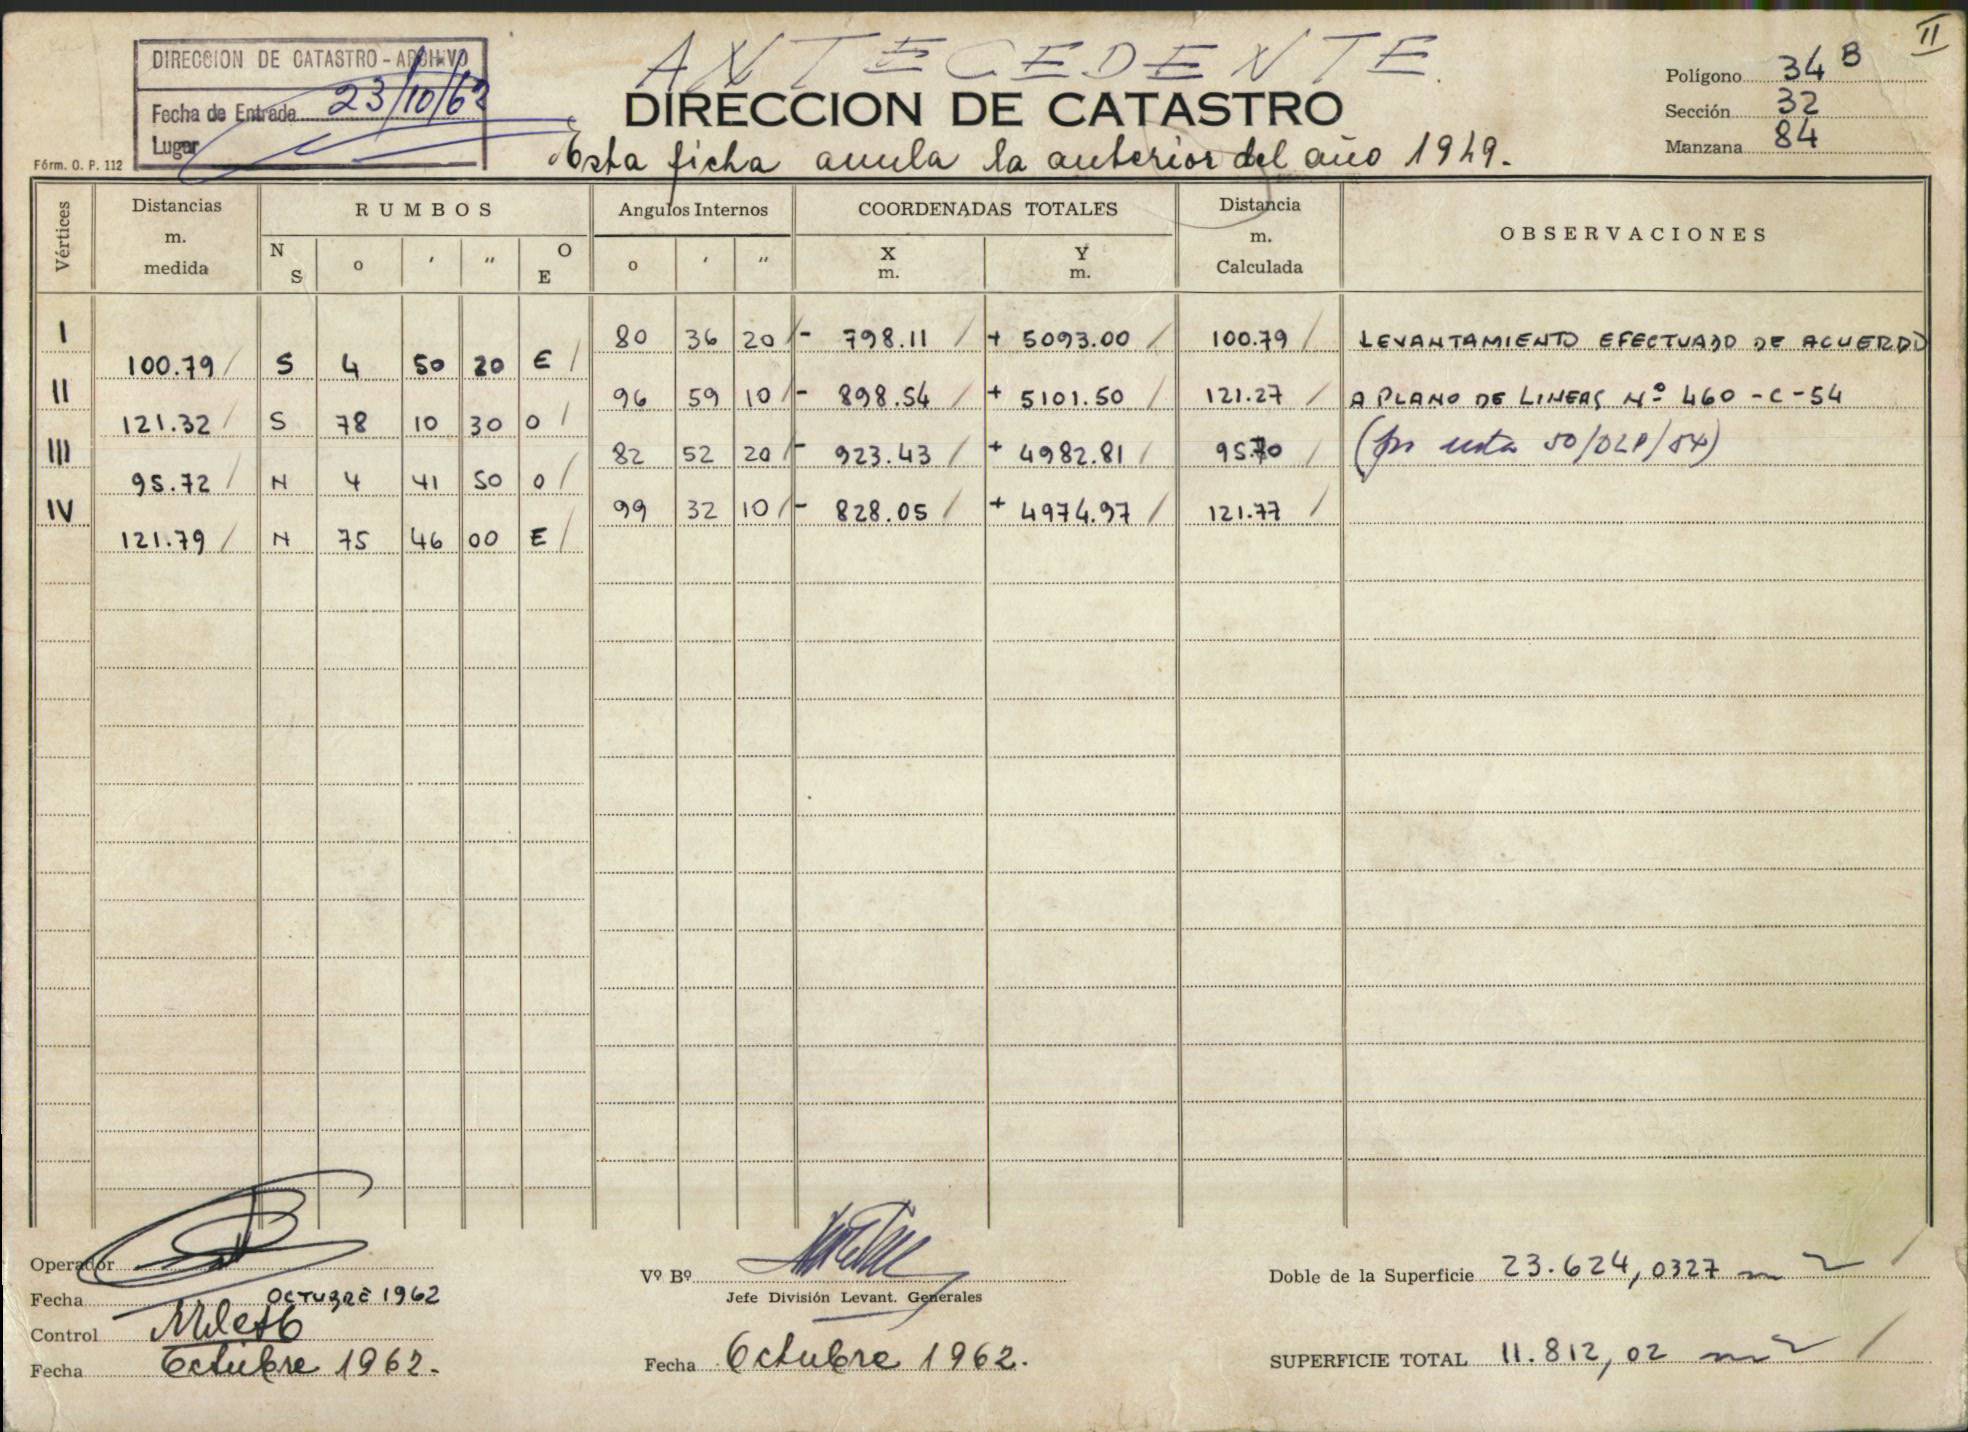 II
ANTECEDENTE
DIRECCION DE CATASTRO - ARCHIVO
Fecha de Entrada 23/10/62
Lugar
Fórm. O. P. 112
DIRECCION DE CATASTRO
Esta ficha anula la anterior del año 1949.
Polígono 34 B
Sección 32
Manzana 84
Vértices Distancias m. medida RUMBOS Angulos Internos COORDENADAS TOTALES Distancia m. Calculada OBSERVACIONES
N S o ' " O E o ' " X m. Y m.
I 80 36 20 / - 798.11 / + 5093.00 / 100.79 / LEVANTAMIENTO EFECTUADO DE ACUERDO
100.79 / S 4 50 20 E /
II 96 59 10 / - 898.54 / + 5101.50 / 121.27 / A PLANO DE LINEAS Nº 460 - C - 54
121.32 / S 78 10 30 O /
III 82 52 20 / - 923.43 / + 4982.81 / 95.70 /
95.72 / N 4 41 50 O /
IV 99 32 10 / - 828.05 / + 4974.97 / 121.77 /
121.79 / N 75 46 00 E /
Operador
Fecha OCTUBRE 1962
Control
Fecha Octubre 1962.
Vº Bº
Jefe División Levant. Generales
Fecha Octubre 1962.
Doble de la Superficie 23.624,0327 m2 /
SUPERFICIE TOTAL 11.812,02 m2 /